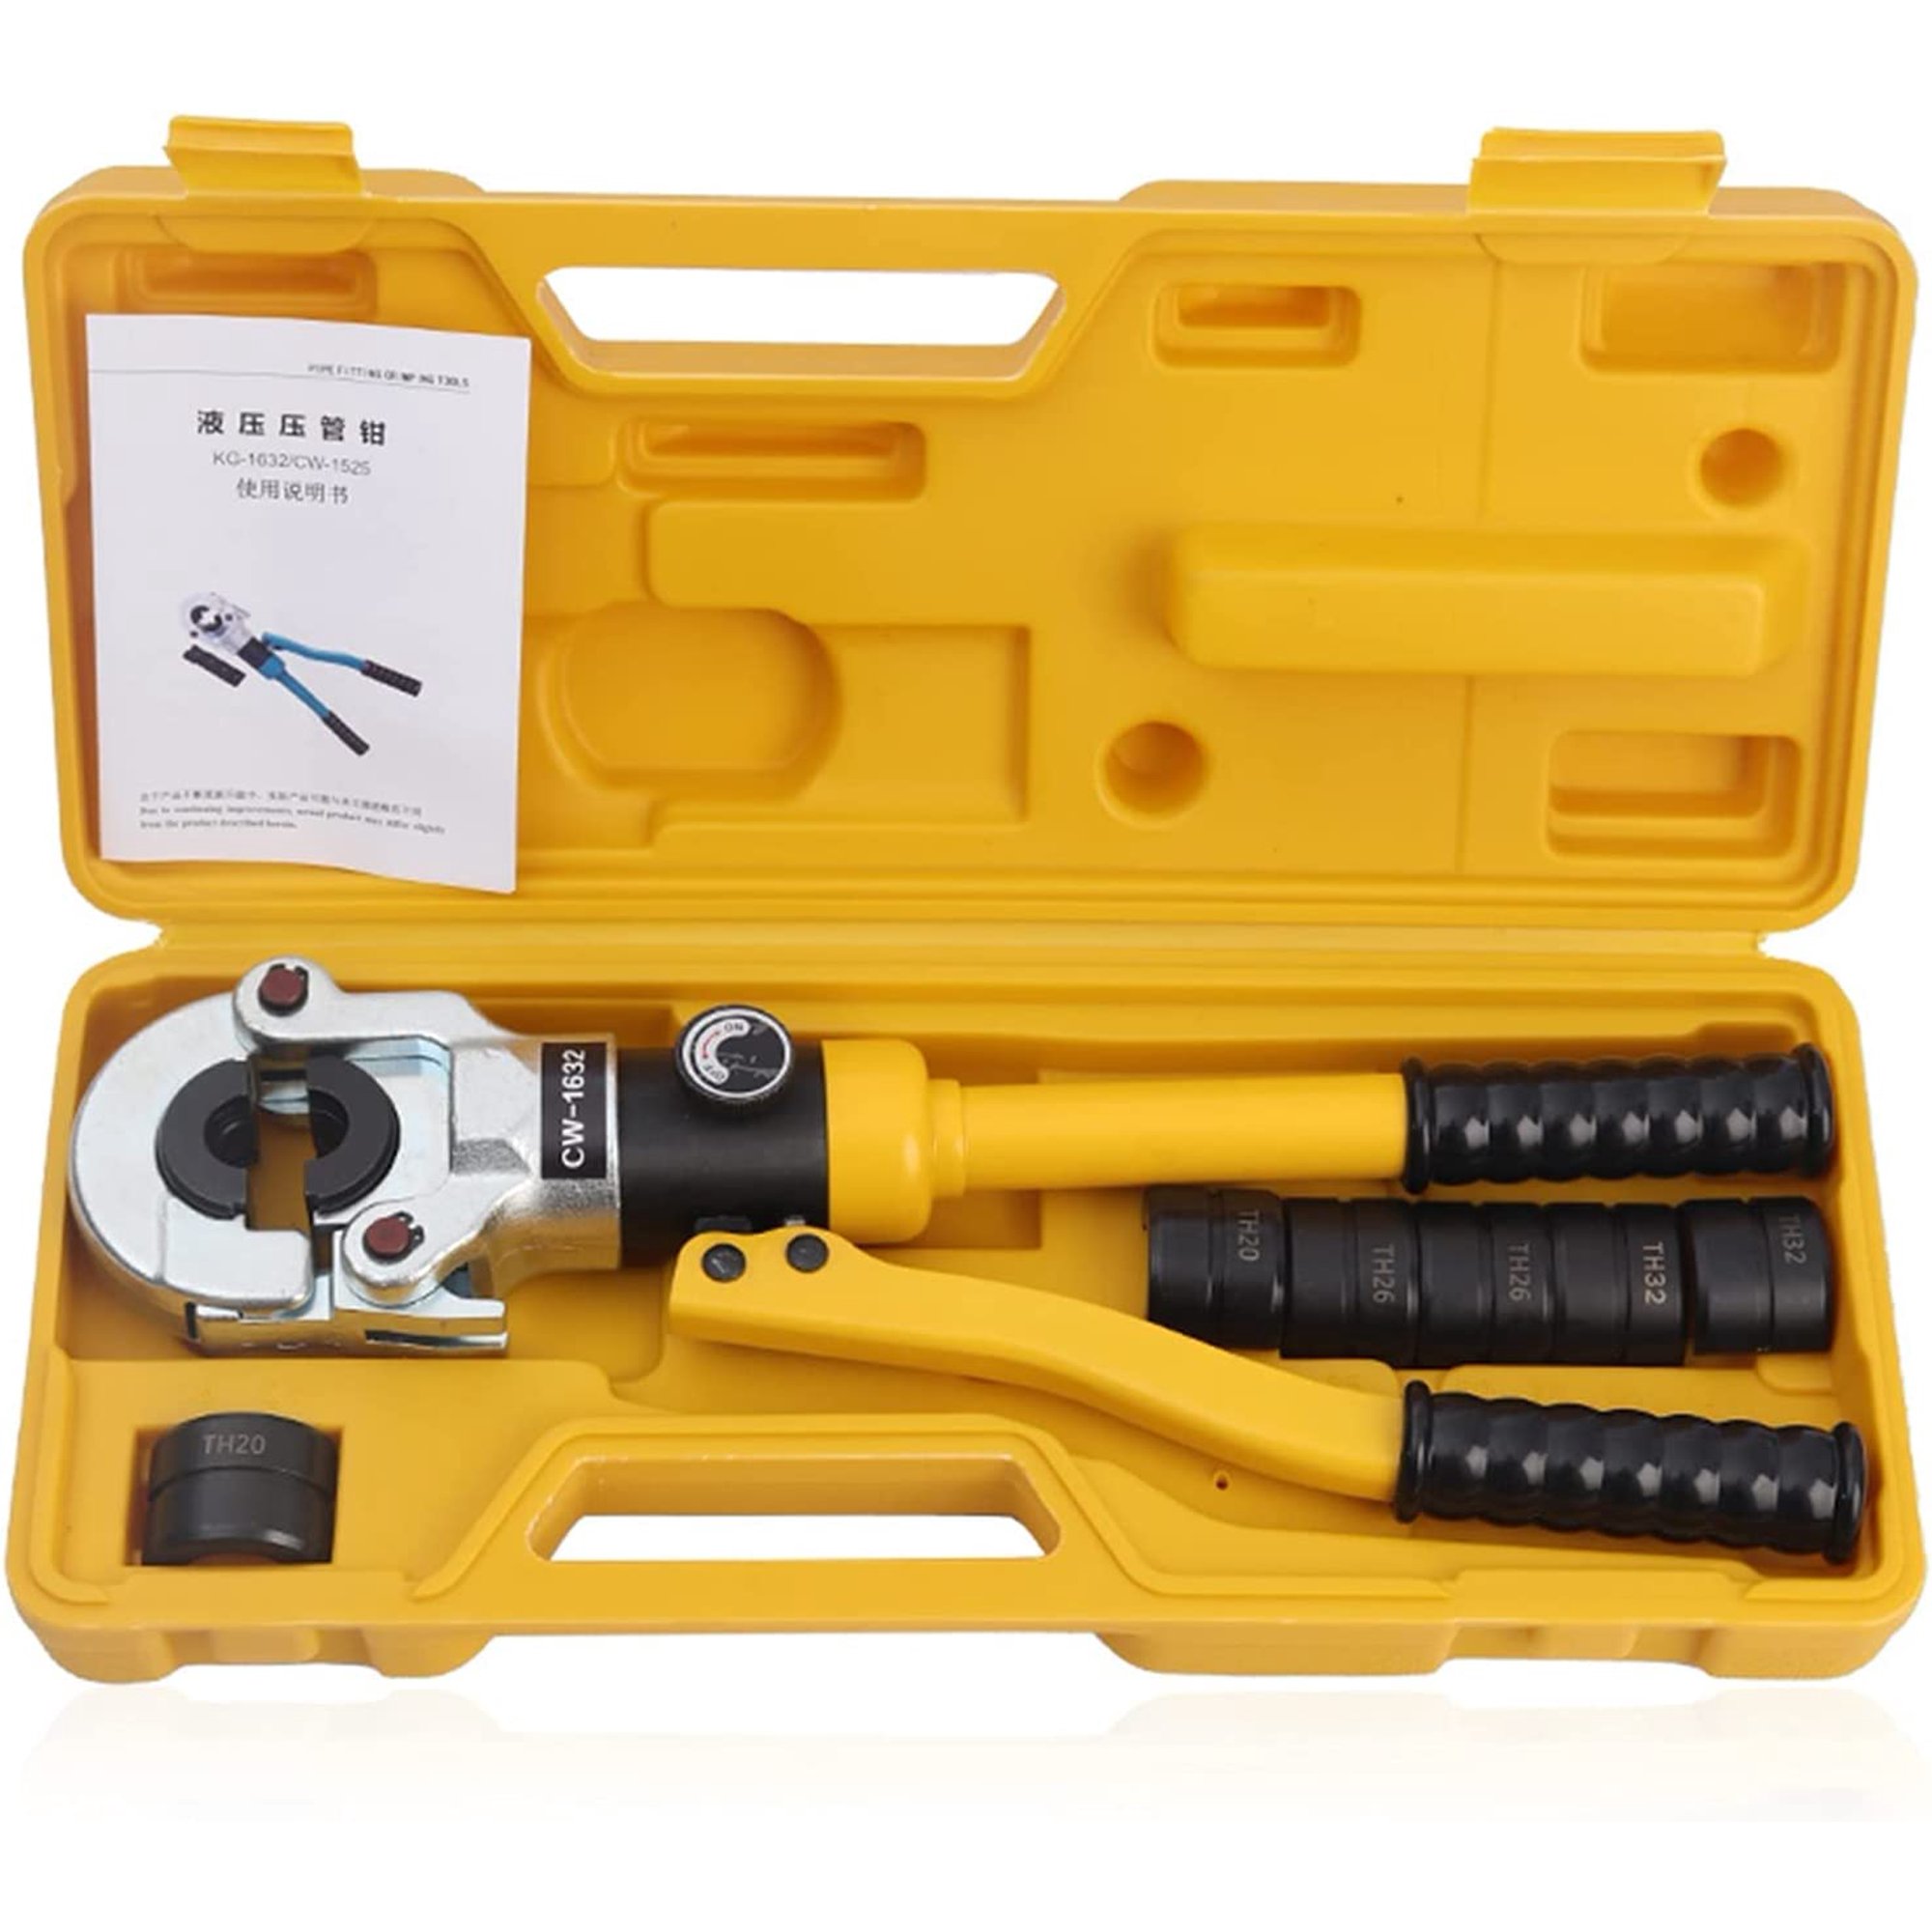 PIPE FITTING CRIMPING TOOLS
液压压管钳
KG-1632/CW-1525
使用说明书
Due to continuing improvements, actual product may differ slightly
from the product described herein.
CW-1632
ON
OFF
TH20
TH26
TH26
TH32
TH32
TH20